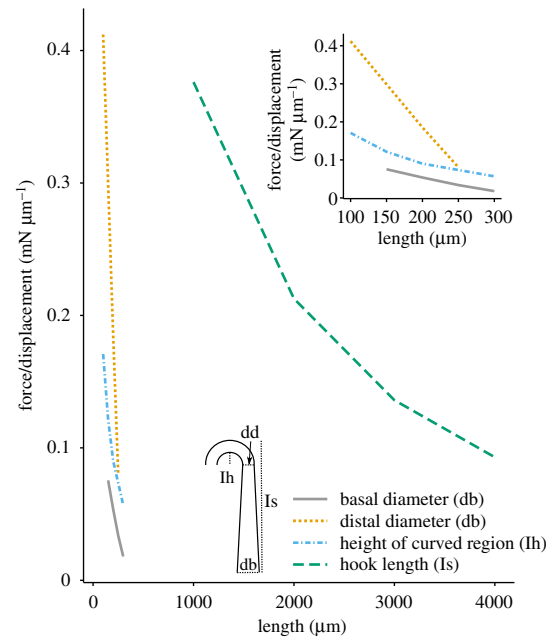 force/displacement (mN µm−1)
0.4
0.3
0.2
0.1
0
force/displacement
(mN µm−1)
0.4
0.3
0.2
0.1
0
100
150
200
250
300
length (µm)
dd
Ih
Is
db
basal diameter (db)
distal diameter (db)
height of curved region (Ih)
hook length (Is)
0
1000
2000
3000
4000
length (µm)